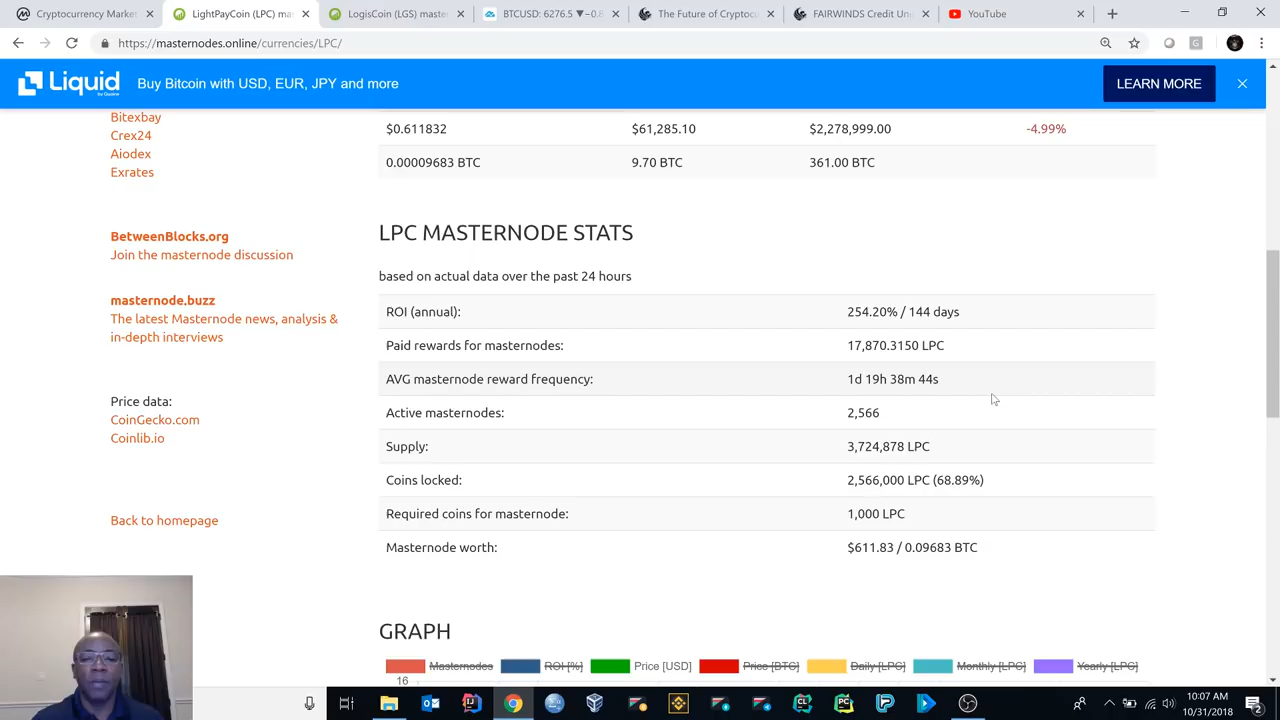 Cryptocurrency Market
LightPayCoin (LPC) ma
LogisCoin (LGS) master
BTCUSD: 6276.5 ▼−0.8
The Future of Cryptocu
FAIRWINDS Credit Uni
YouTube
https://masternodes.online/currencies/LPC/
Liquid
by Quoine
Buy Bitcoin with USD, EUR, JPY and more
LEARN MORE
Bitexbay
Crex24
Aiodex
Exrates
$0.611832 $61,285.10 $2,278,999.00 -4.99%
0.00009683 BTC 9.70 BTC 361.00 BTC
BetweenBlocks.org
Join the masternode discussion
masternode.buzz
The latest Masternode news, analysis &
in-depth interviews
Price data:
CoinGecko.com
Coinlib.io
Back to homepage
LPC MASTERNODE STATS
based on actual data over the past 24 hours
ROI (annual): 254.20% / 144 days
Paid rewards for masternodes: 17,870.3150 LPC
AVG masternode reward frequency: 1d 19h 38m 44s
Active masternodes: 2,566
Supply: 3,724,878 LPC
Coins locked: 2,566,000 LPC (68.89%)
Required coins for masternode: 1,000 LPC
Masternode worth: $611.83 / 0.09683 BTC
GRAPH
Masternodes ROI [%] Price [USD] Price [BTC] Daily [LPC] Monthly [LPC] Yearly [LPC]
16
10:07 AM
10/31/2018